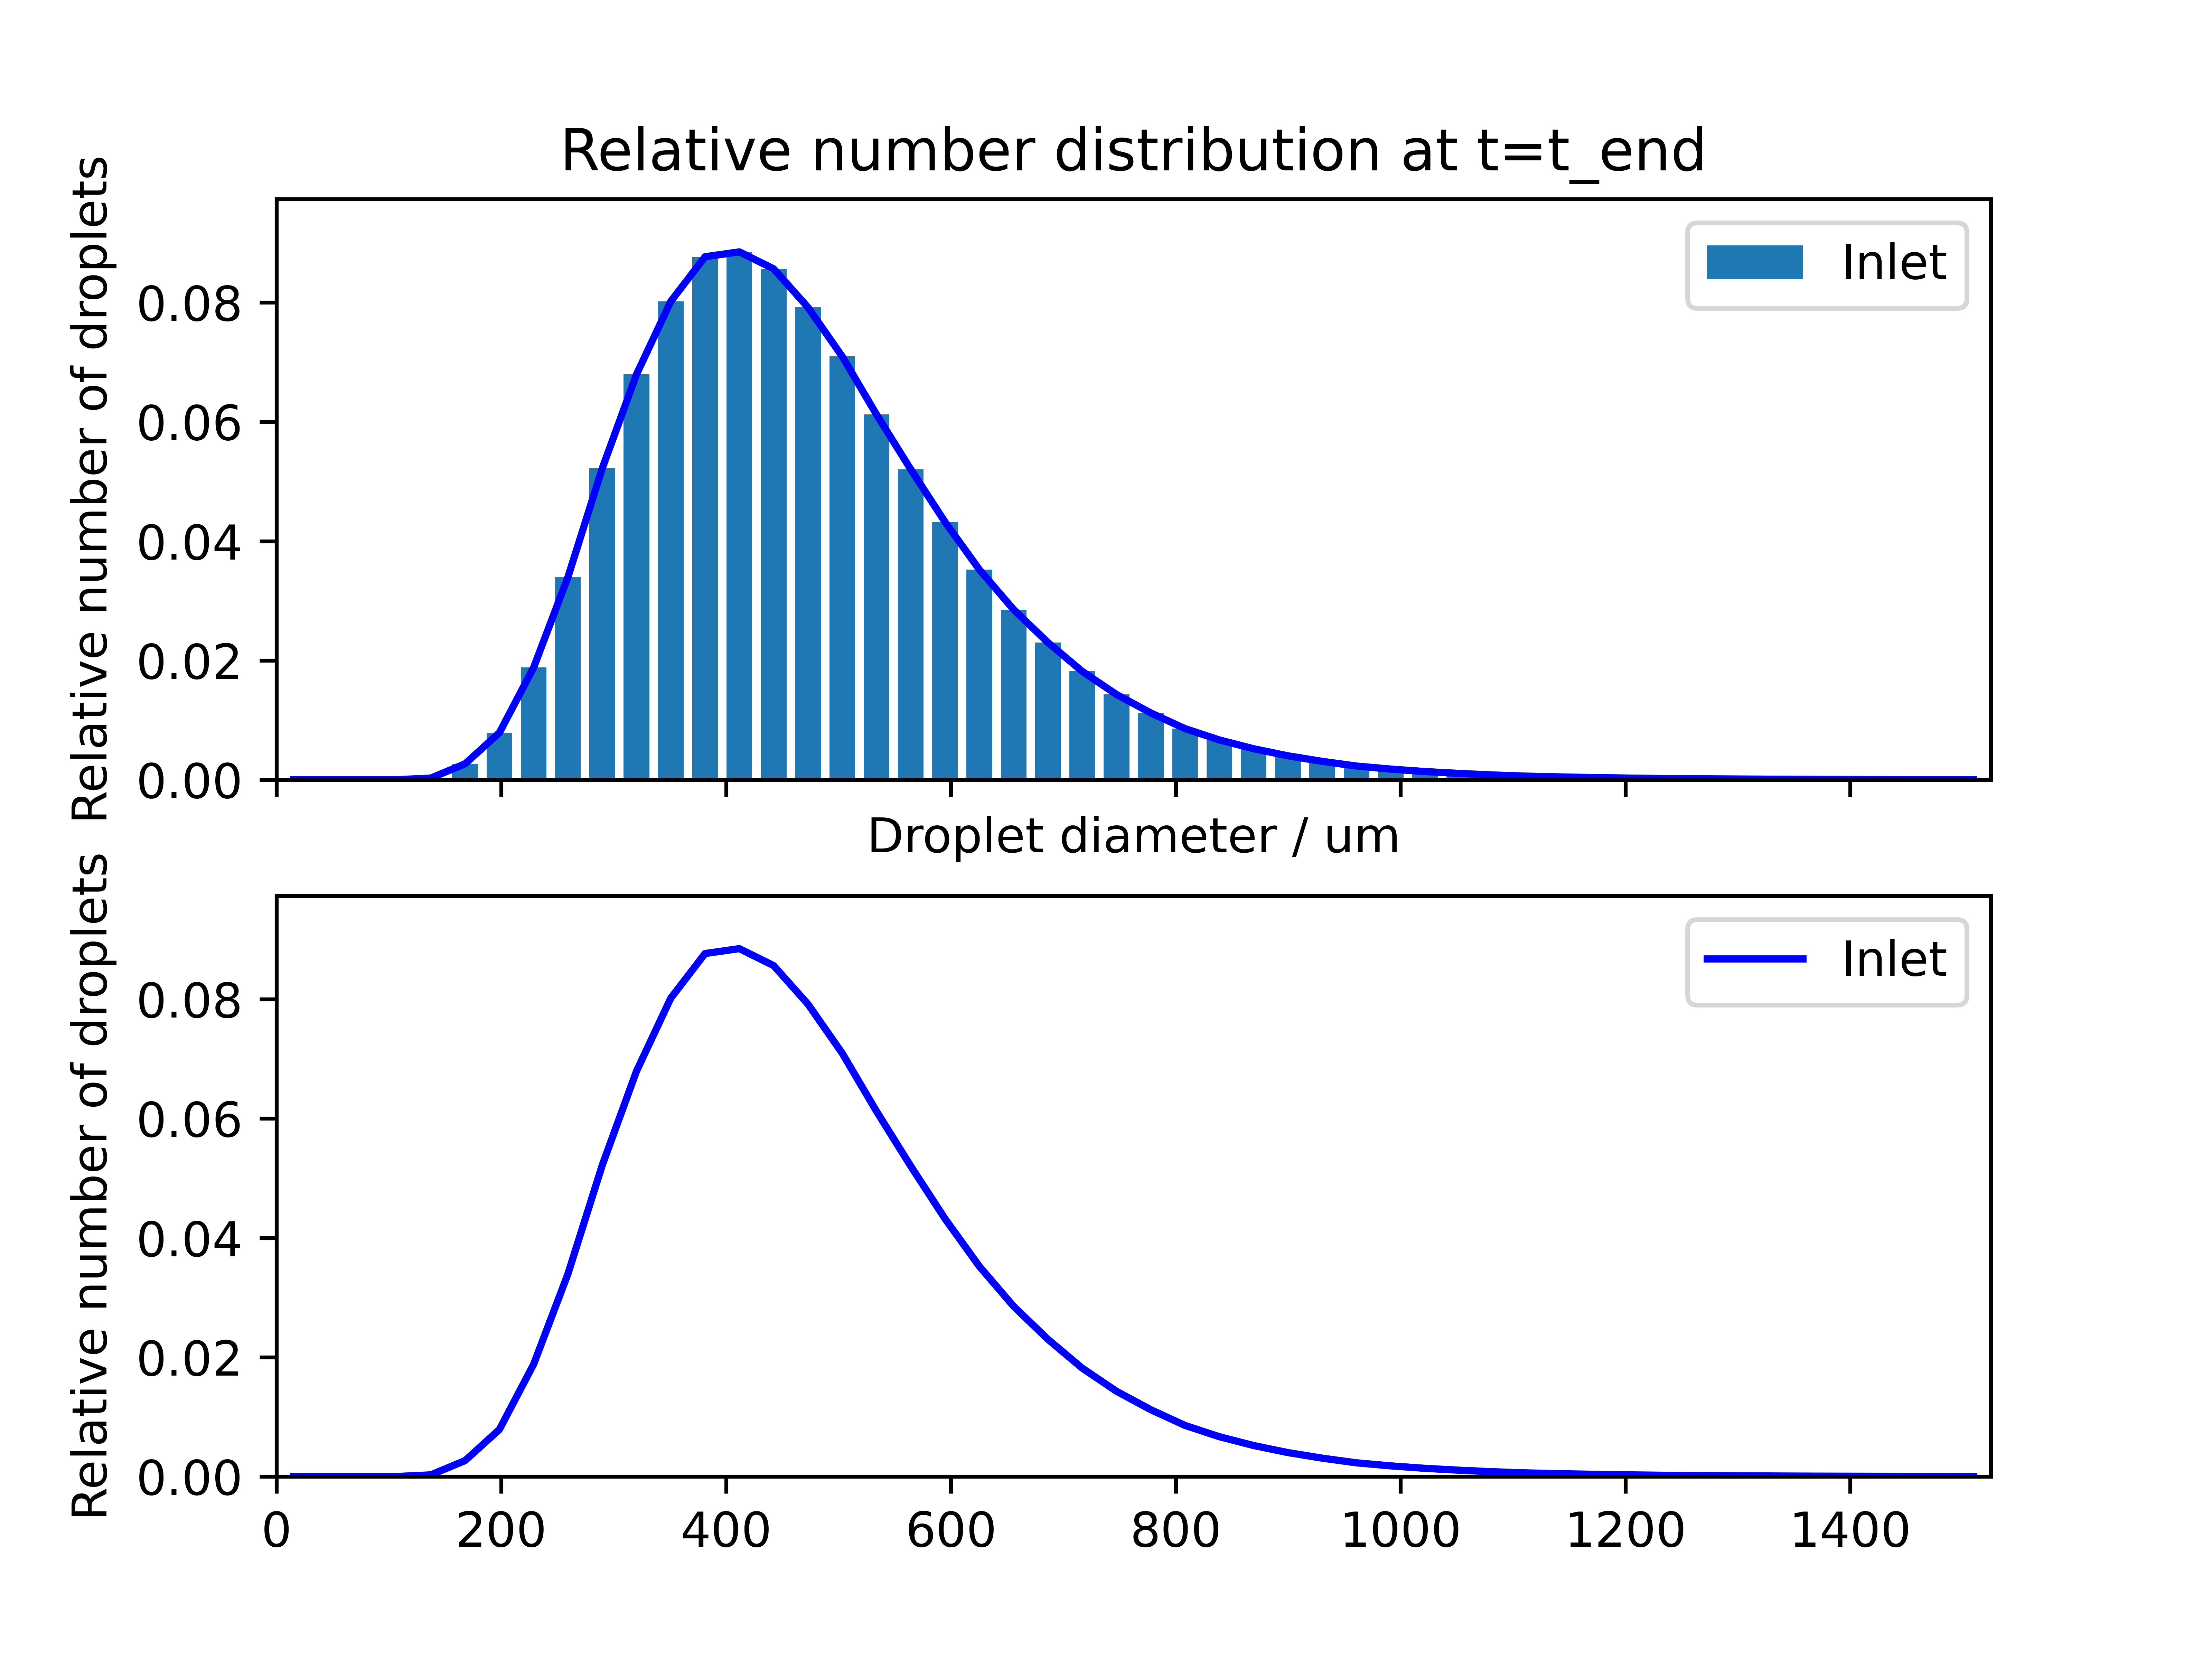 Relative number distribution at t=t_end
Relative number of droplets
0.08
0.06
0.04
0.02
0.00
Inlet
Droplet diameter / um
Relative number of droplets
0.08
0.06
0.04
0.02
0.00
Inlet
0 200 400 600 800 1000 1200 1400